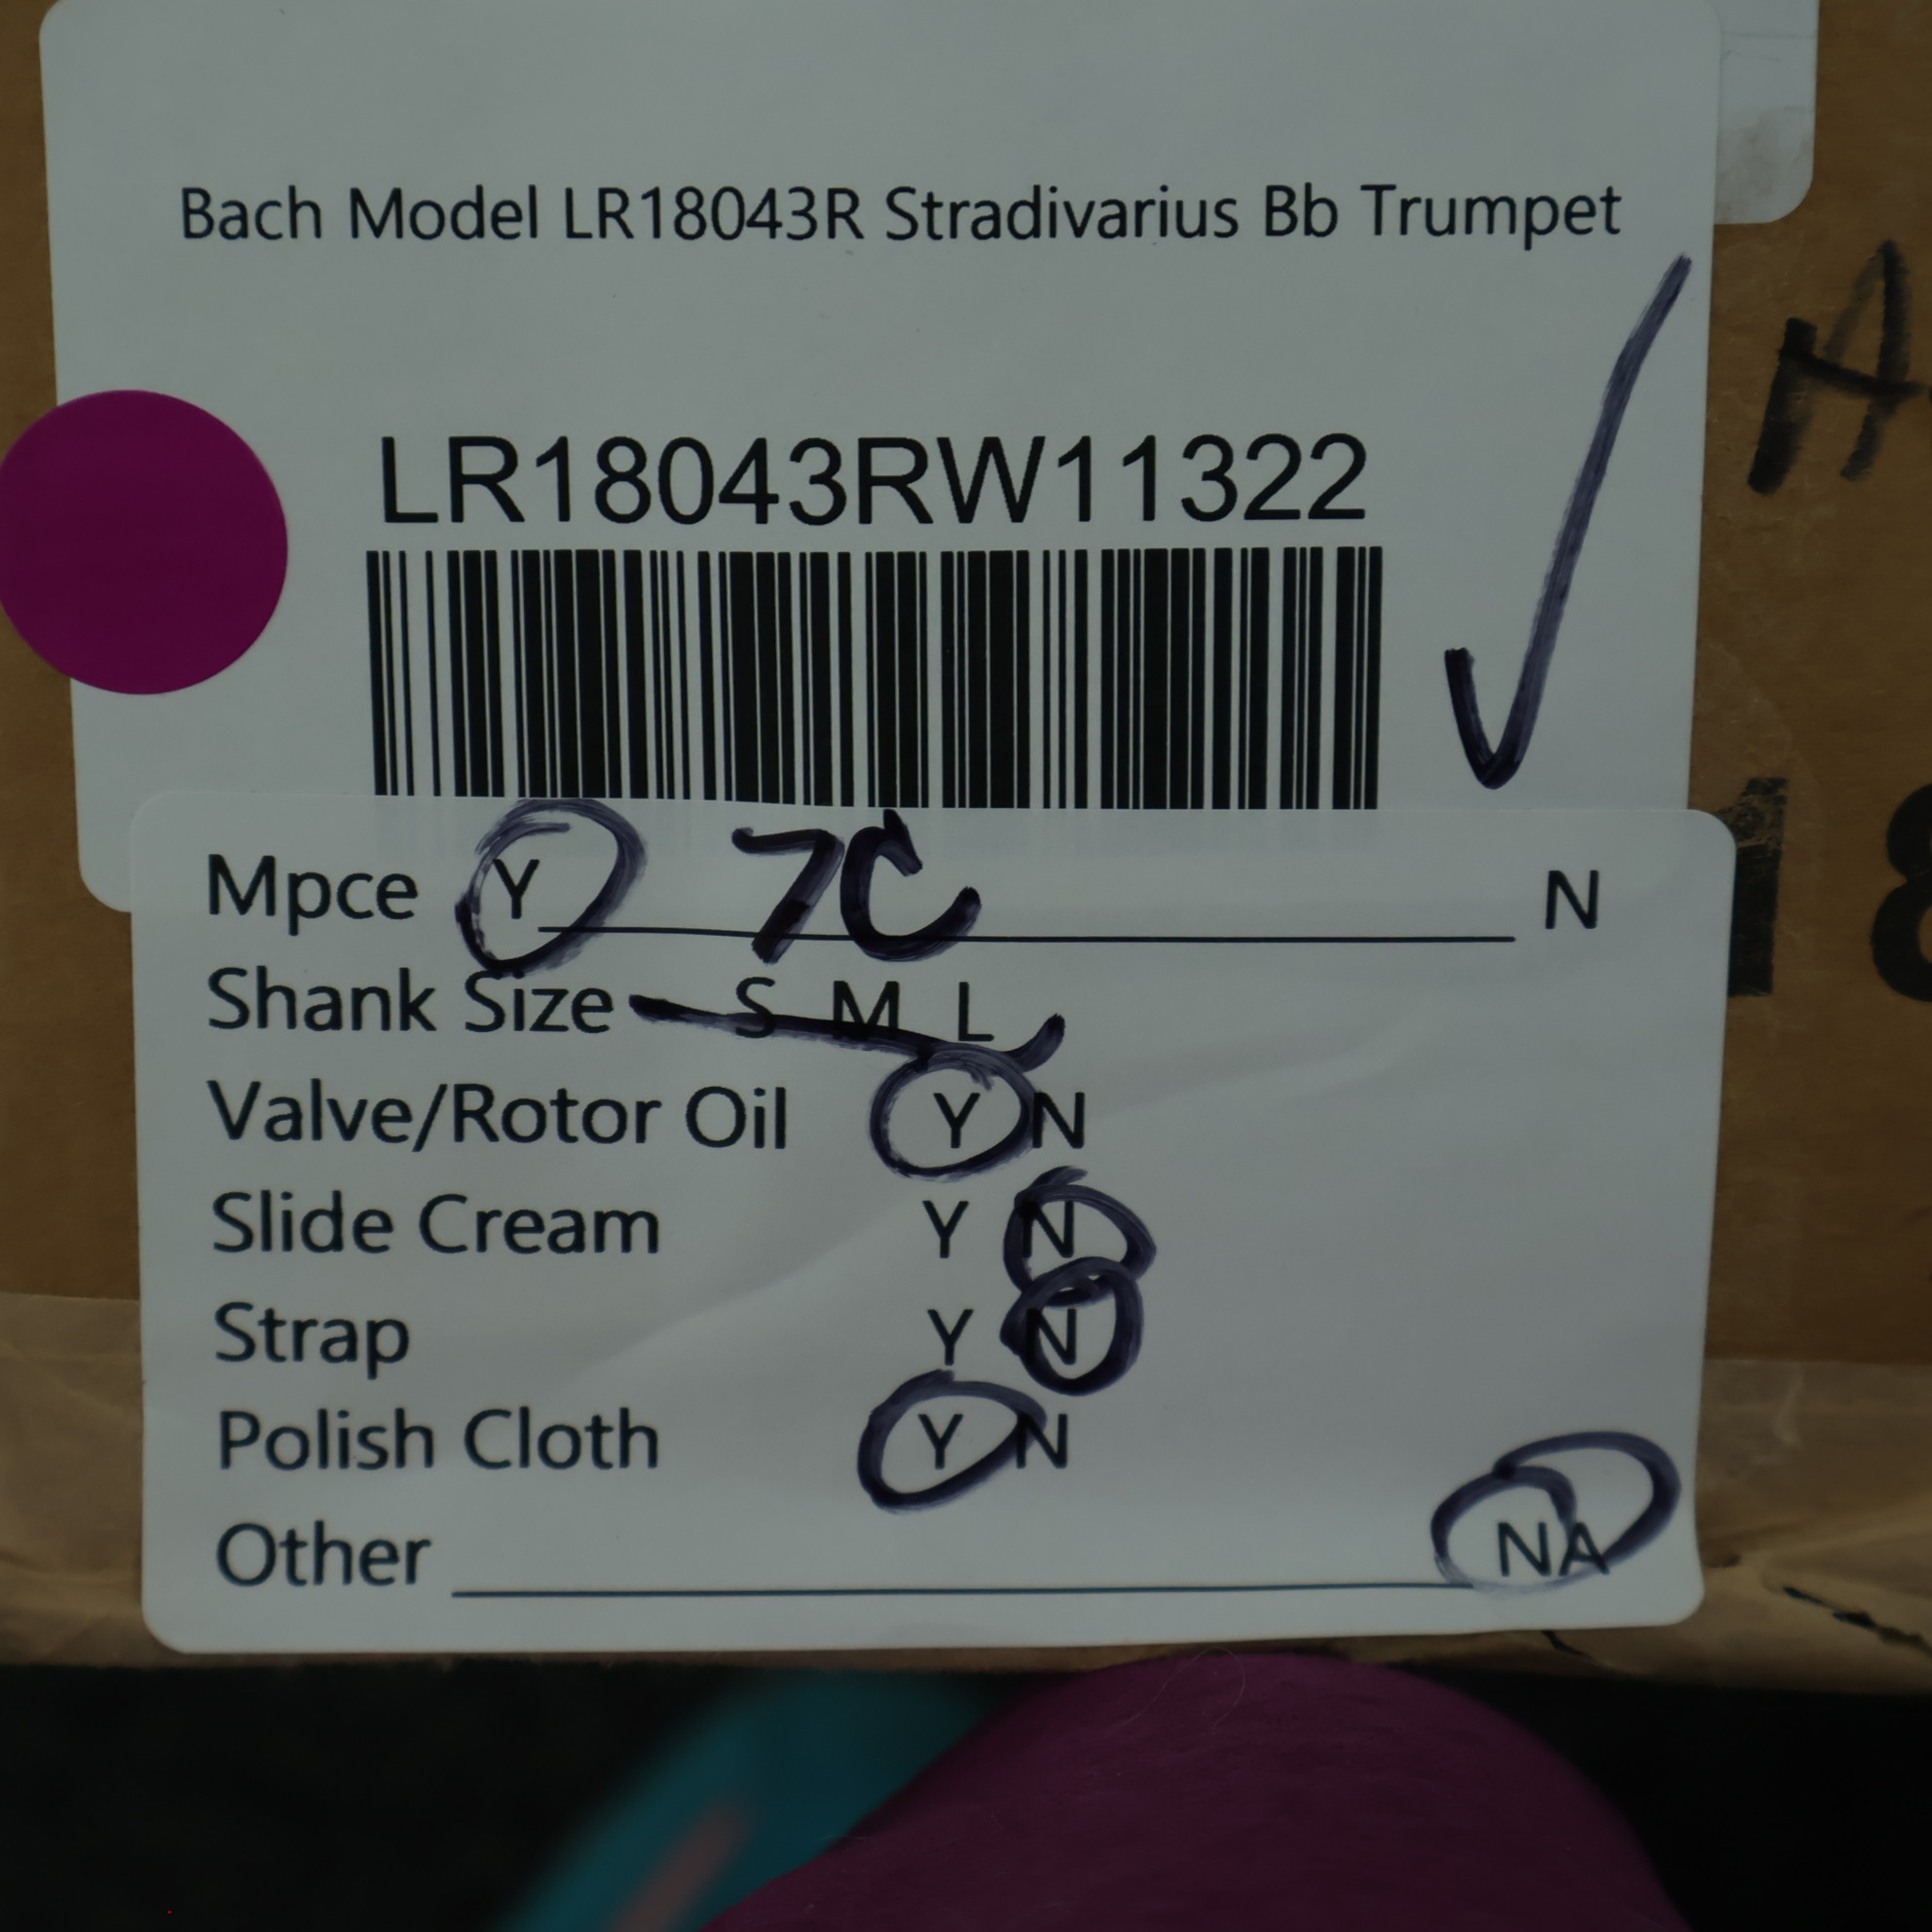 Bach Model LR18043R Stradivarius Bb Trumpet
LR18043RW11322
Mpce Y 7C N
Shank Size S M L
Valve/Rotor Oil Y N
Slide Cream Y N
Strap Y N
Polish Cloth Y N
Other NA
A
18